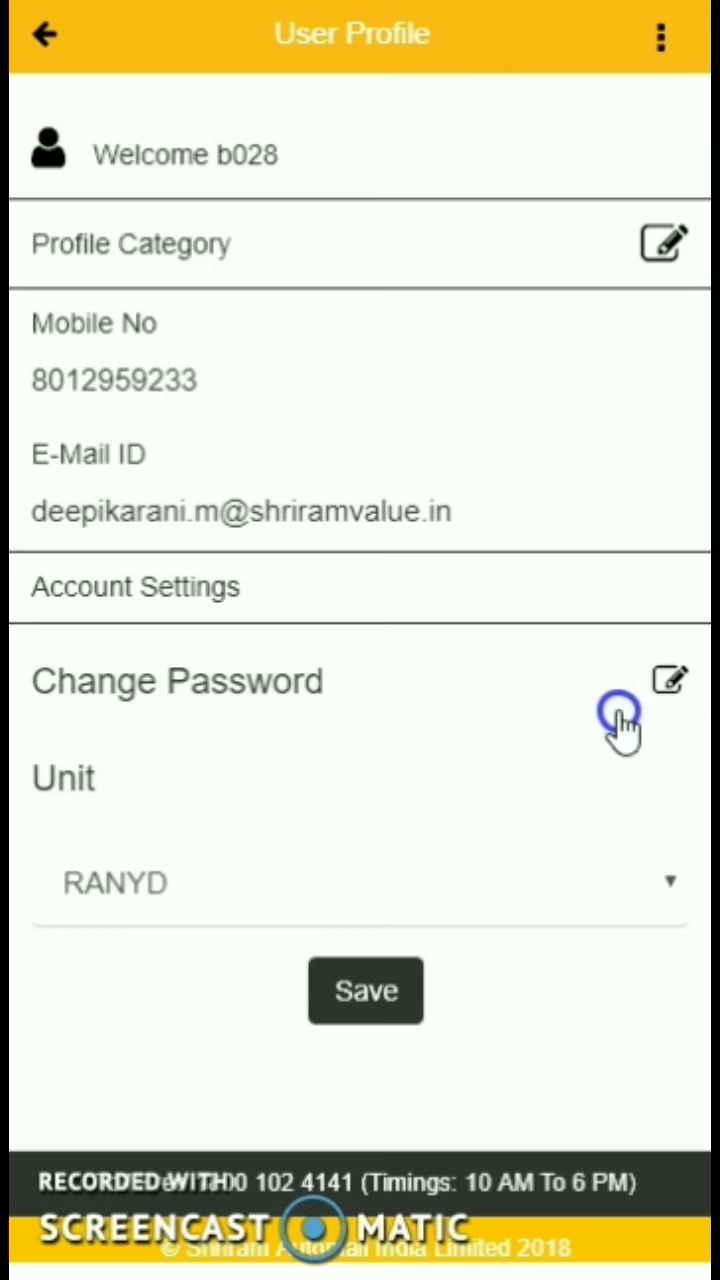 User Profile
Welcome b028
Profile Category
Mobile No
8012959233
E-Mail ID
deepikarani.m@shriramvalue.in
Account Settings
Change Password
Unit
RANYD
Save
RECORDED WITH 0 102 4141 (Timings: 10 AM To 6 PM)
SCREENCAST MATIC
© Shriram Automall India Limited 2018